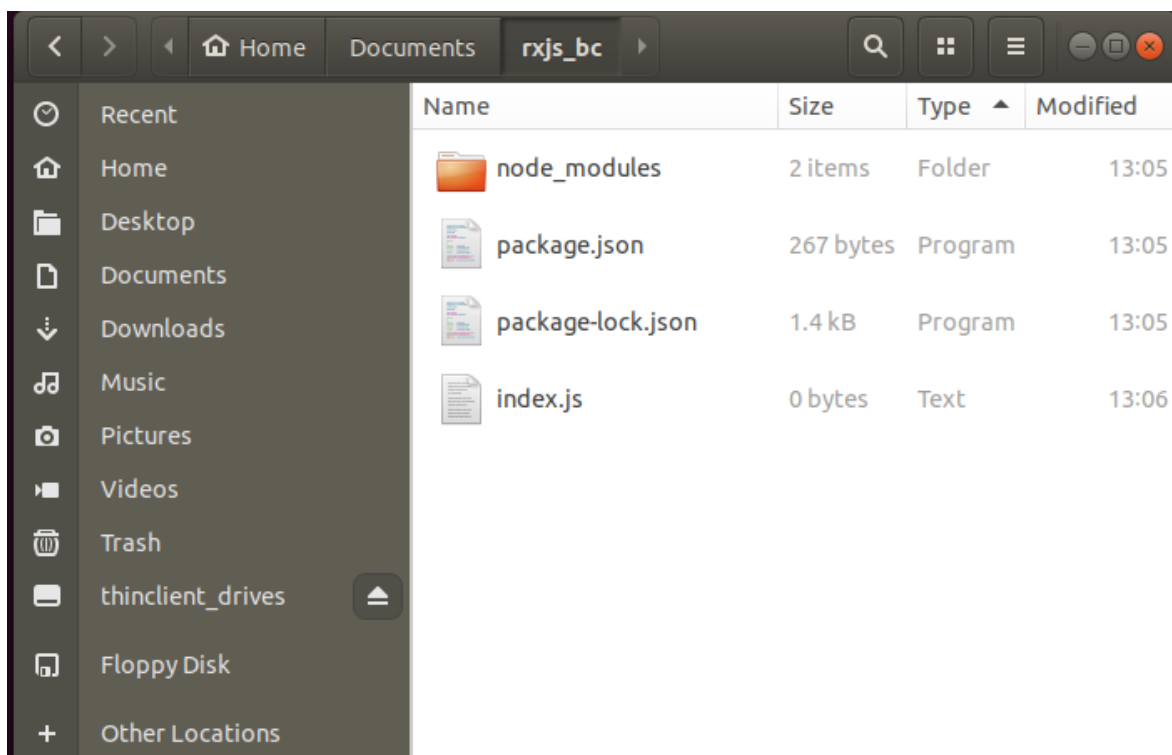 Home Documents rxjs_bc
Name Size Type Modified
Recent
Home
Desktop
Documents
Downloads
Music
Pictures
Videos
Trash
thinclient_drives
Floppy Disk
Other Locations
node_modules 2 items Folder 13:05
package.json 267 bytes Program 13:05
package-lock.json 1.4 kB Program 13:05
index.js 0 bytes Text 13:06